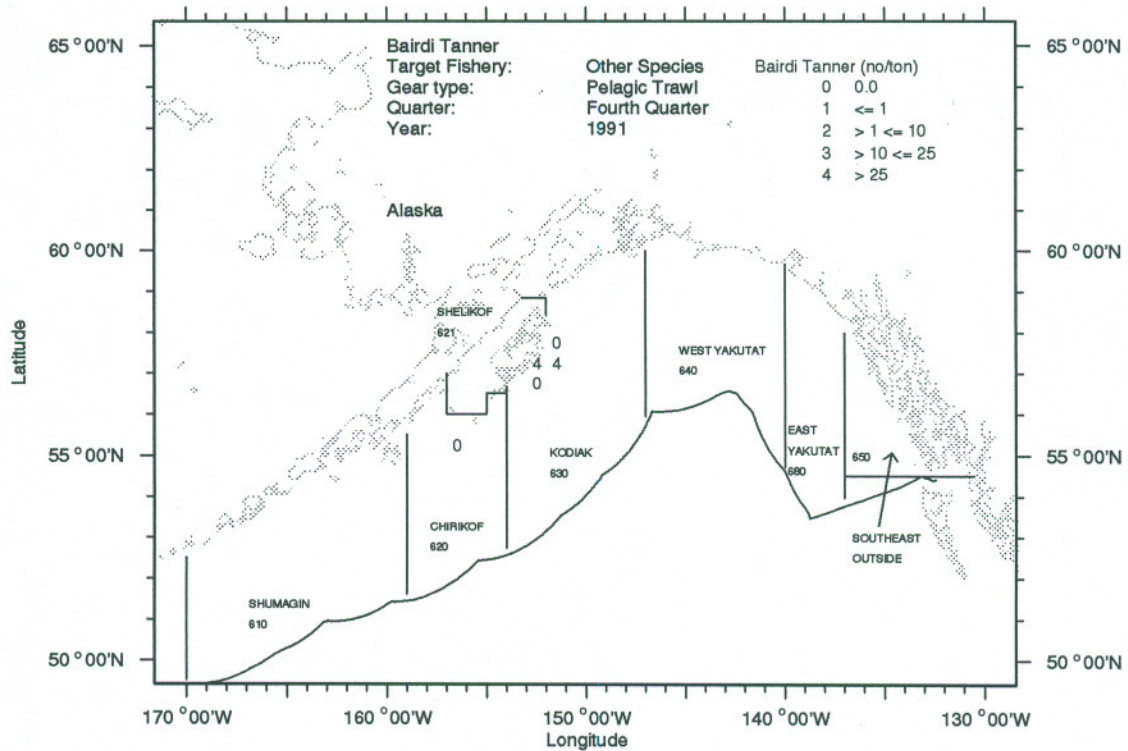 65 °00'N
65 °00'N
Bairdi Tanner
Target Fishery: Other Species
Gear type: Pelagic Trawl
Quarter: Fourth Quarter
Year: 1991
Bairdi Tanner (no/ton)
0 0.0
1 <= 1
2 > 1 <= 10
3 > 10 <= 25
4 > 25
Alaska
60 °00'N
60 °00'N
SHELIKOF
621
0
4 4
0
WEST YAKUTAT
640
Latitude
EAST
YAKUTAT
680
650
55 °00'N
55 °00'N
0
KODIAK
630
CHIRIKOF
620
SOUTHEAST
OUTSIDE
SHUMAGIN
610
50 °00'N
50 °00'N
170 °00'W 160 °00'W 150 °00'W 140 °00'W 130 °00'W
Longitude